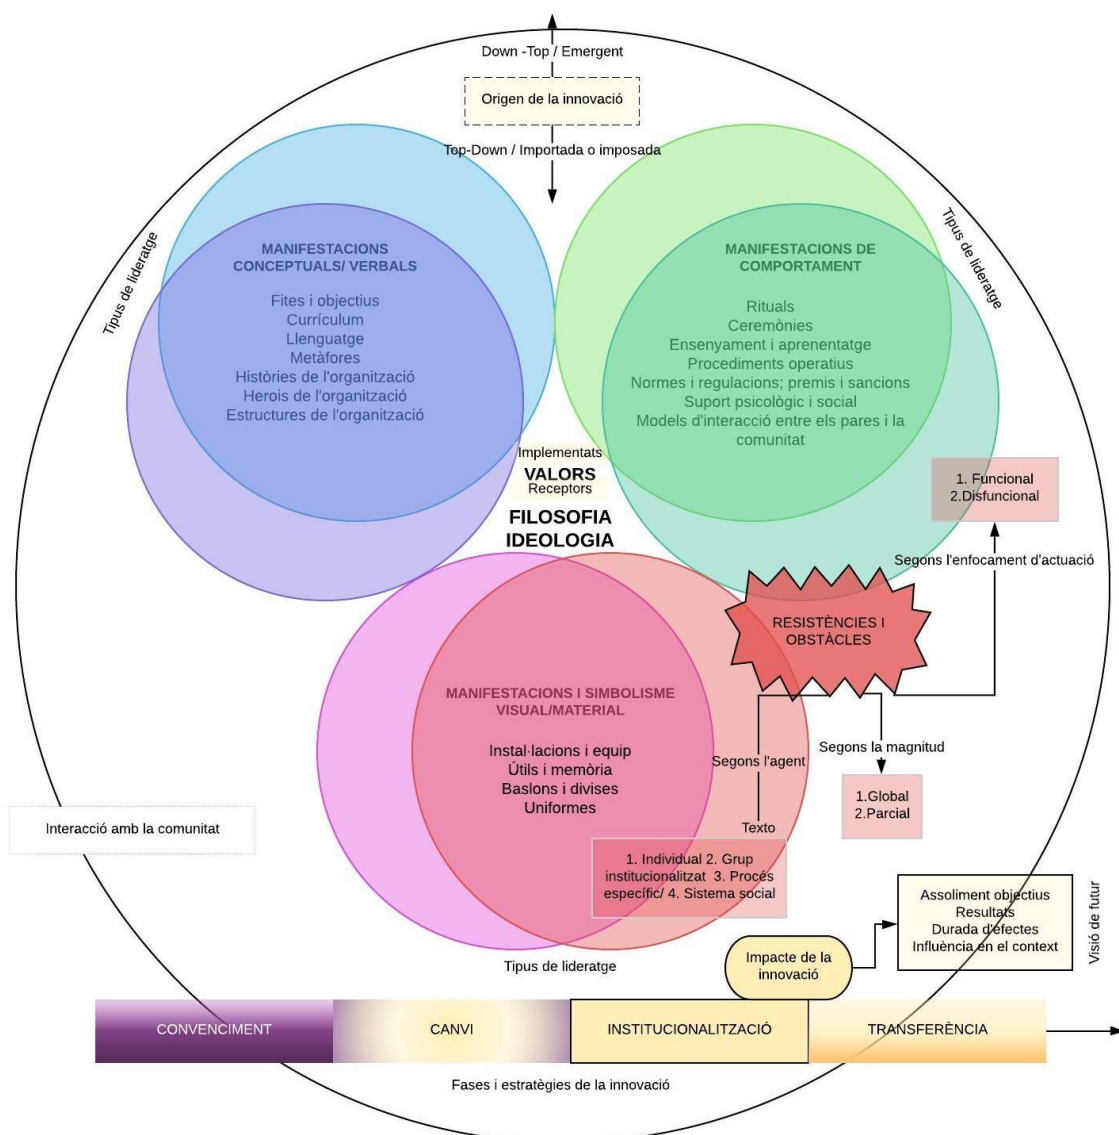 Down -Top / Emergent
Origen de la innovació
Top-Down / Importada o imposada
Tipus de lideratge
Tipus de lideratge
MANIFESTACIONS
CONCEPTUALS/ VERBALS
Fites i objectius
Currículum
Llenguatge
Metàfores
Històries de l'organització
Herois de l'organització
Estructures de l'organització
MANIFESTACIONS DE
COMPORTAMENT
Rituals
Ceremònies
Ensenyament i aprenentatge
Procediments operatius
Normes i regulacions; premis i sancions
Suport psicològic i social
Models d'interacció entre els pares i la
comunitat
Implementats
VALORS
Receptors
FILOSOFIA
IDEOLOGIA
1. Funcional
2.Disfuncional
Segons l'enfocament d'actuació
RESISTÈNCIES I
OBSTÀCLES
MANIFESTACIONS I SIMBOLISME
VISUAL/MATERIAL
Instal·lacions i equip
Útils i memòria
Baslons i divises
Uniformes
Segons l'agent
Segons la magnitud
1.Global
2.Parcial
Texto
1. Individual 2. Grup
institucionalitzat 3. Procés
específic/ 4. Sistema social
Interacció amb la comunitat
Assoliment objectius
Resultats
Durada d'efectes
Influència en el context
Visió de futur
Impacte de la
innovació
Tipus de lideratge
CONVENCIMENT
CANVI
INSTITUCIONALITZACIÓ
TRANSFERÈNCIA
Fases i estratègies de la innovació